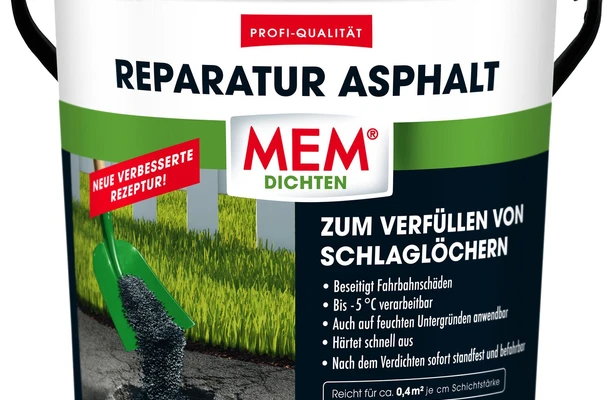 PROFI-QUALITÄT
REPARATUR ASPHALT
MEM®
DICHTEN
NEUE VERBESSERTE
REZEPTUR!
ZUM VERFÜLLEN VON
SCHLAGLÖCHERN
• Beseitigt Fahrbahnschäden
• Bis -5 °C verarbeitbar
• Auch auf feuchten Untergründen anwendbar
• Härtet schnell aus
• Nach dem Verdichten sofort standfest und befahrbar
Reicht für ca. 0,4 m² je cm Schichtstärke